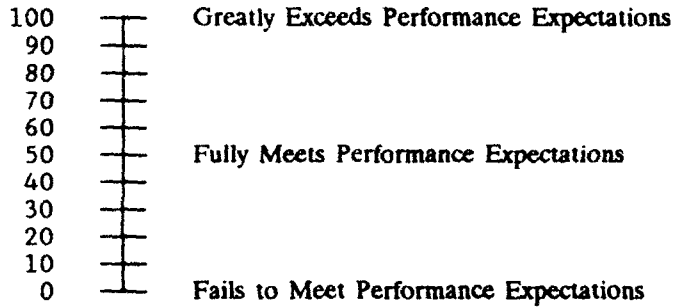 100 Greatly Exceeds Performance Expectations
90
80
70
60
50 Fully Meets Performance Expectations
40
30
20
10
0 Fails to Meet Performance Expectations